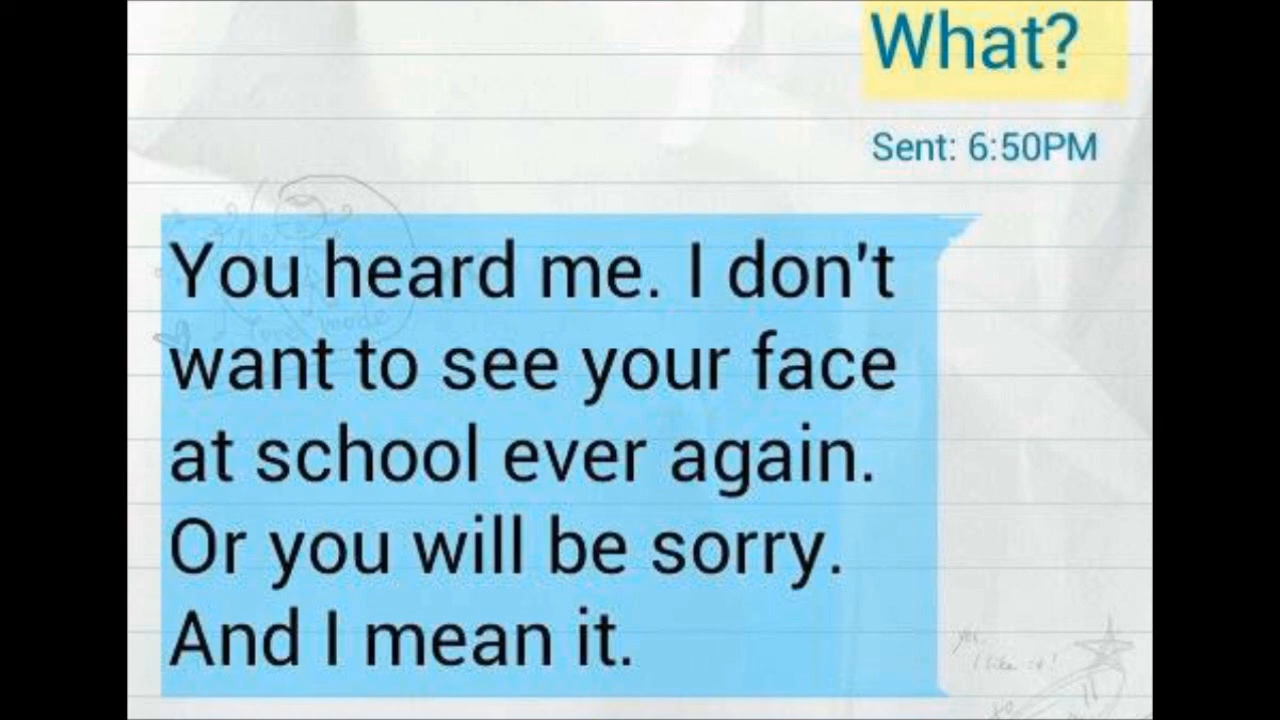 What?
Sent: 6:50PM
You heard me. I don't
want to see your face
at school ever again.
Or you will be sorry.
And I mean it.